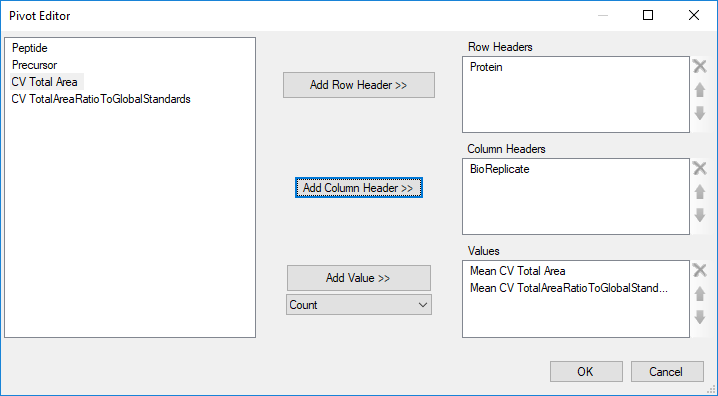 Pivot Editor
Peptide
Precursor
CV Total Area
CV TotalAreaRatioToGlobalStandards
Add Row Header >>
Add Column Header >>
Add Value >>
Count
Row Headers
Protein
Column Headers
BioReplicate
Values
Mean CV Total Area
Mean CV TotalAreaRatioToGlobalStand...
OK
Cancel